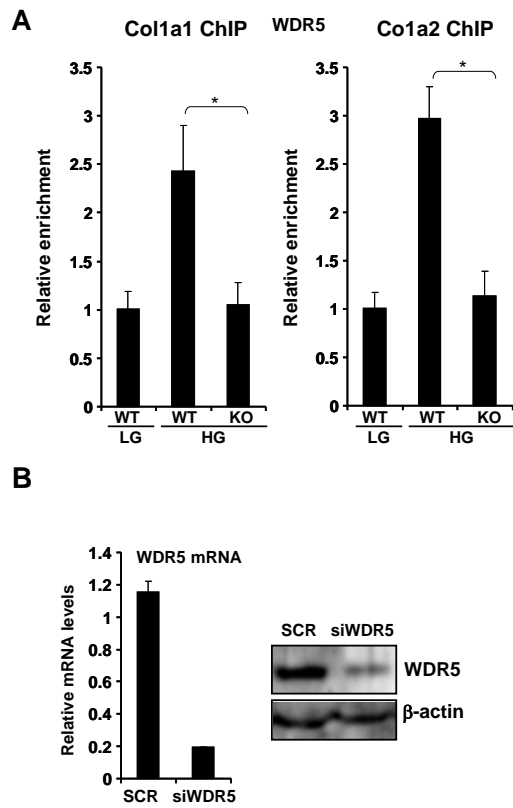 A
Col1a1 ChIP WDR5 Co1a2 ChIP
Relative enrichment
3.5
3
2.5
2
1.5
1
0.5
0
*
WT WT KO
LG HG
Relative enrichment
3.5
3
2.5
2
1.5
1
0.5
0
*
WT WT KO
LG HG
B
WDR5 mRNA
Relative mRNA levels
1.4
1.2
1
0.8
0.6
0.4
0.2
0
SCR siWDR5
SCR siWDR5
WDR5
β-actin